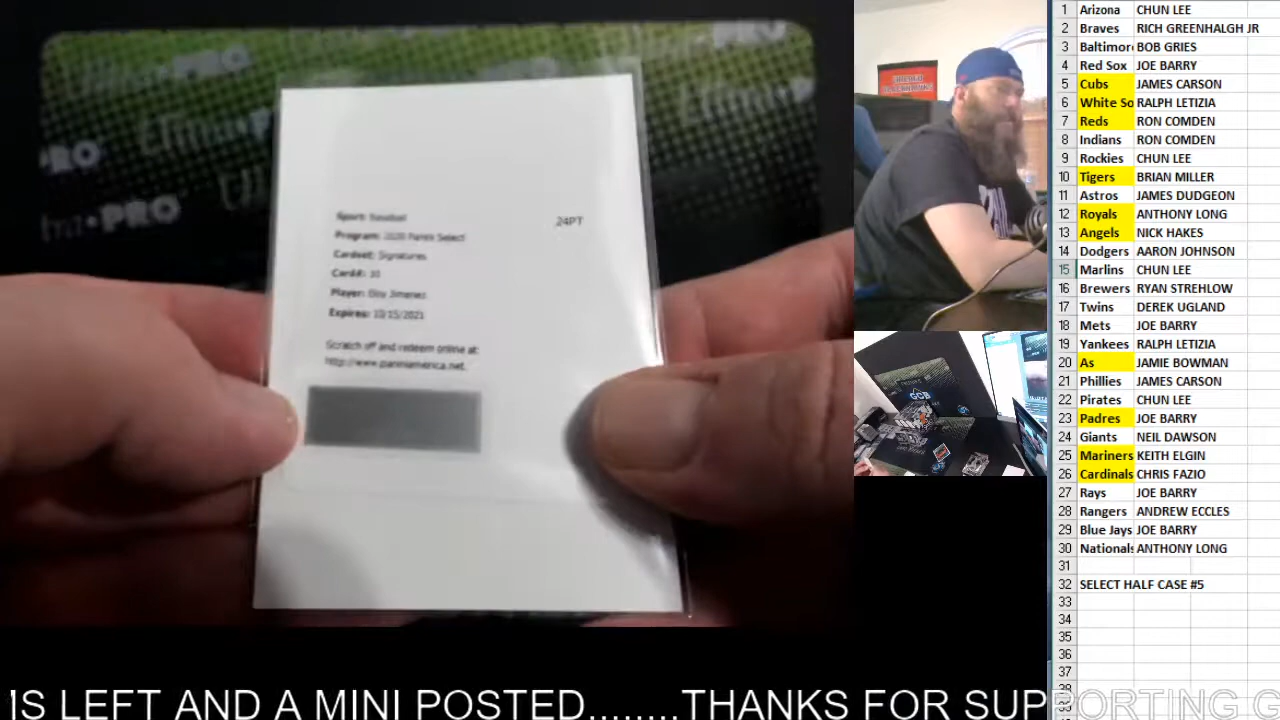 24PT
Sport: Baseball
Program: 2020 Panini Select
Cardset: Signatures
Card#: 10
Player: Eloy Jimenez
Expires: 10/15/2021
Scratch off and redeem online at:
http://www.paniniamerica.net.
PRO
GCB
1 Arizona CHUN LEE
2 Braves RICH GREENHALGH JR
3 Baltimor BOB GRIES
4 Red Sox JOE BARRY
5 Cubs JAMES CARSON
6 White So RALPH LETIZIA
7 Reds RON COMDEN
8 Indians RON COMDEN
9 Rockies CHUN LEE
10 Tigers BRIAN MILLER
11 Astros JAMES DUDGEON
12 Royals ANTHONY LONG
13 Angels NICK HAKES
14 Dodgers AARON JOHNSON
15 Marlins CHUN LEE
16 Brewers RYAN STREHLOW
17 Twins DEREK UGLAND
18 Mets JOE BARRY
19 Yankees RALPH LETIZIA
20 As JAMIE BOWMAN
21 Phillies JAMES CARSON
22 Pirates CHUN LEE
23 Padres JOE BARRY
24 Giants NEIL DAWSON
25 Mariners KEITH ELGIN
26 Cardinals CHRIS FAZIO
27 Rays JOE BARRY
28 Rangers ANDREW ECCLES
29 Blue Jays JOE BARRY
30 Nationals ANTHONY LONG
31
32 SELECT HALF CASE #5
33
34
35
36
37
38
IS LEFT AND A MINI POSTED........THANKS FOR SUPPORTING G